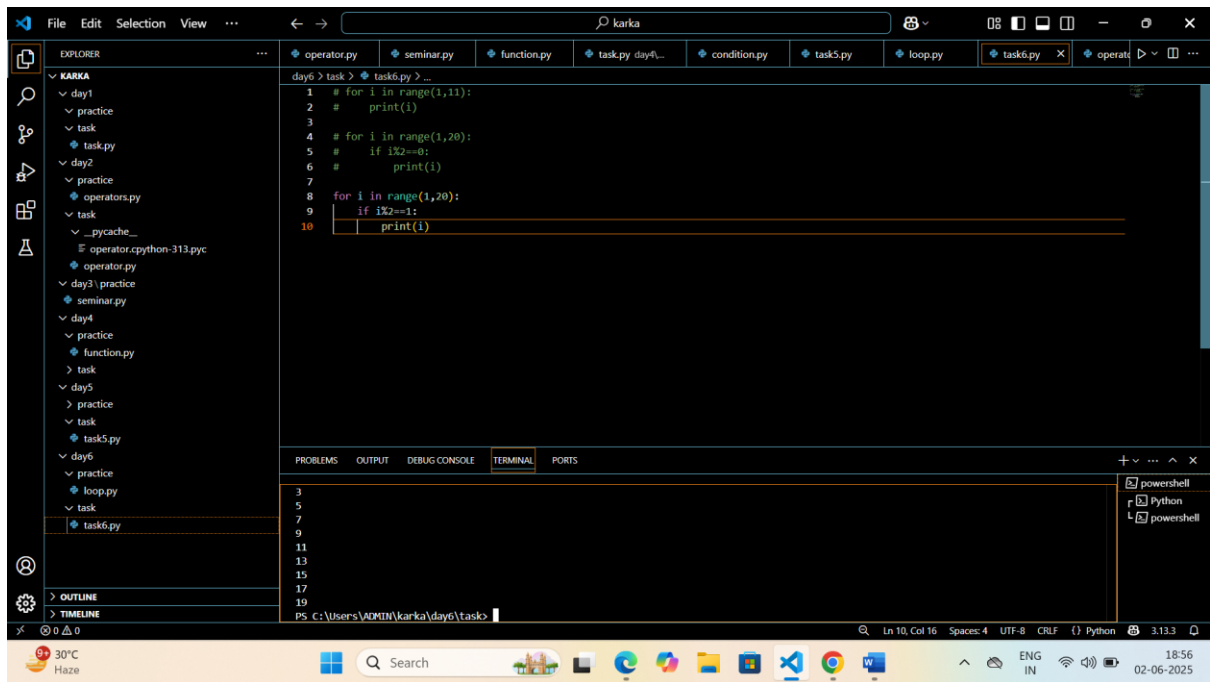 File Edit Selection View ... karka
EXPLORER ...
KARKA
day1
practice
task
task.py
day2
practice
operators.py
task
__pycache__
operator.cpython-313.pyc
operator.py
day3\practice
seminar.py
day4
practice
function.py
task
day5
practice
task
task5.py
day6
practice
loop.py
task
task6.py
OUTLINE
TIMELINE
operator.py seminar.py function.py task.py day4\... condition.py task5.py loop.py task6.py operato ...
day6 > task > task6.py > ...
1 # for i in range(1,11):
2 #     print(i)
3
4 # for i in range(1,20):
5 #     if i%2==0:
6 #         print(i)
7
8 for i in range(1,20):
9     if i%2==1:
10         print(i)
PROBLEMS OUTPUT DEBUG CONSOLE TERMINAL PORTS ...
3
5
7
9
11
13
15
17
19
PS C:\Users\ADMIN\karka\day6\task>
powershell
Python
powershell
0 0 Ln 10, Col 16 Spaces: 4 UTF-8 CRLF {} Python 3.13.3
9+ 30°C
Haze
Search
ENG
IN
18:56
02-06-2025